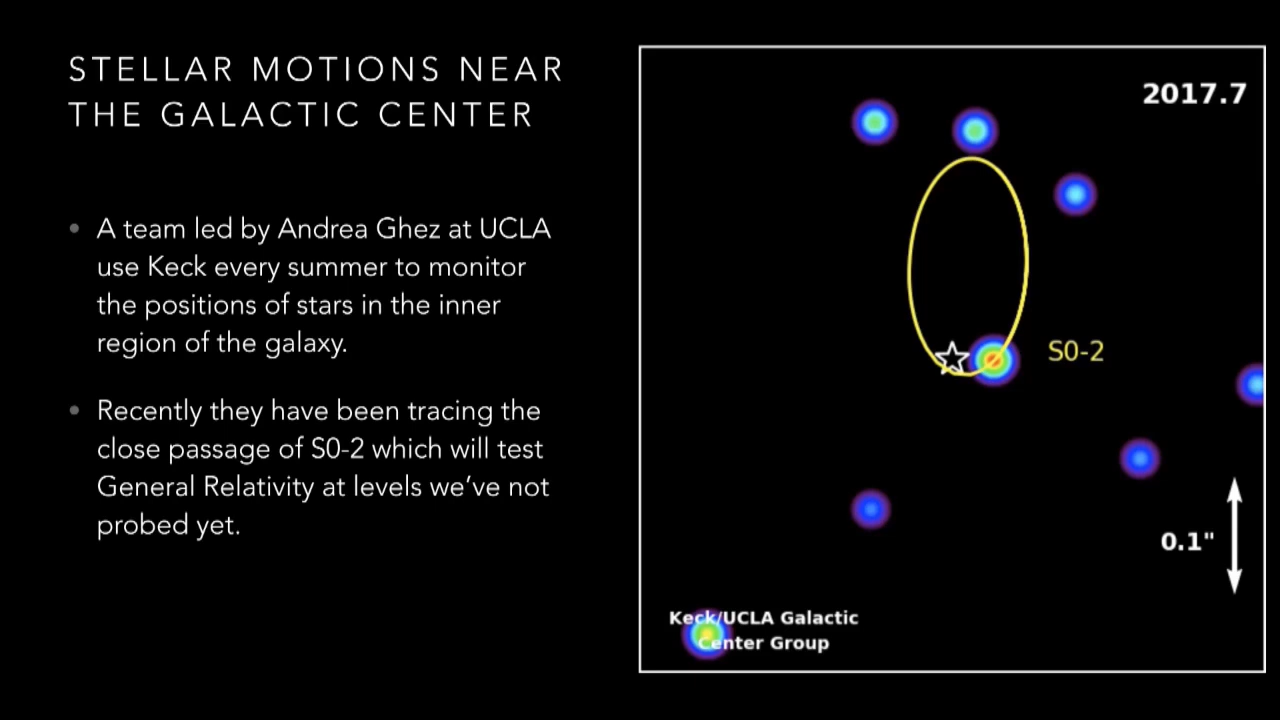 STELLAR MOTIONS NEAR
THE GALACTIC CENTER
• A team led by Andrea Ghez at UCLA
use Keck every summer to monitor
the positions of stars in the inner
region of the galaxy.
• Recently they have been tracing the
close passage of S0-2 which will test
General Relativity at levels we’ve not
probed yet.
2017.7
S0-2
0.1"
Keck/UCLA Galactic
Center Group